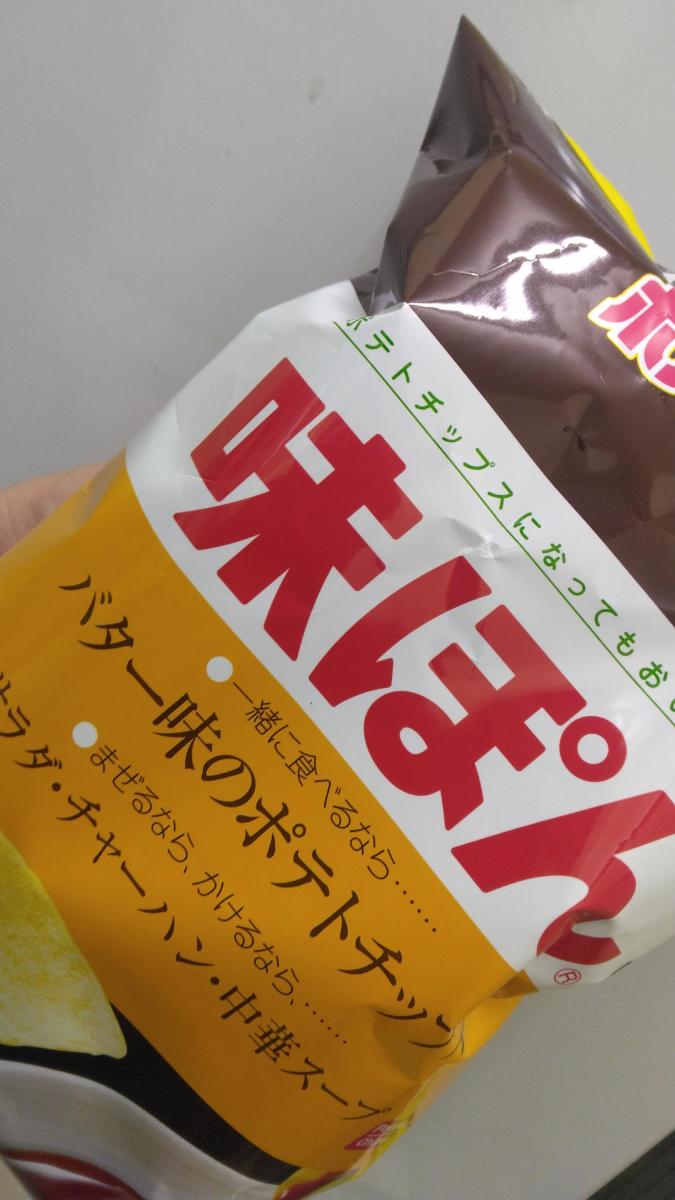 ポテトチップスになってもおい
味ぽん®
●一緒に食べるなら……
バター味のポテトチップ
●まぜるなら、かけるなら、……
サラダ・チャーハン・中華スープ